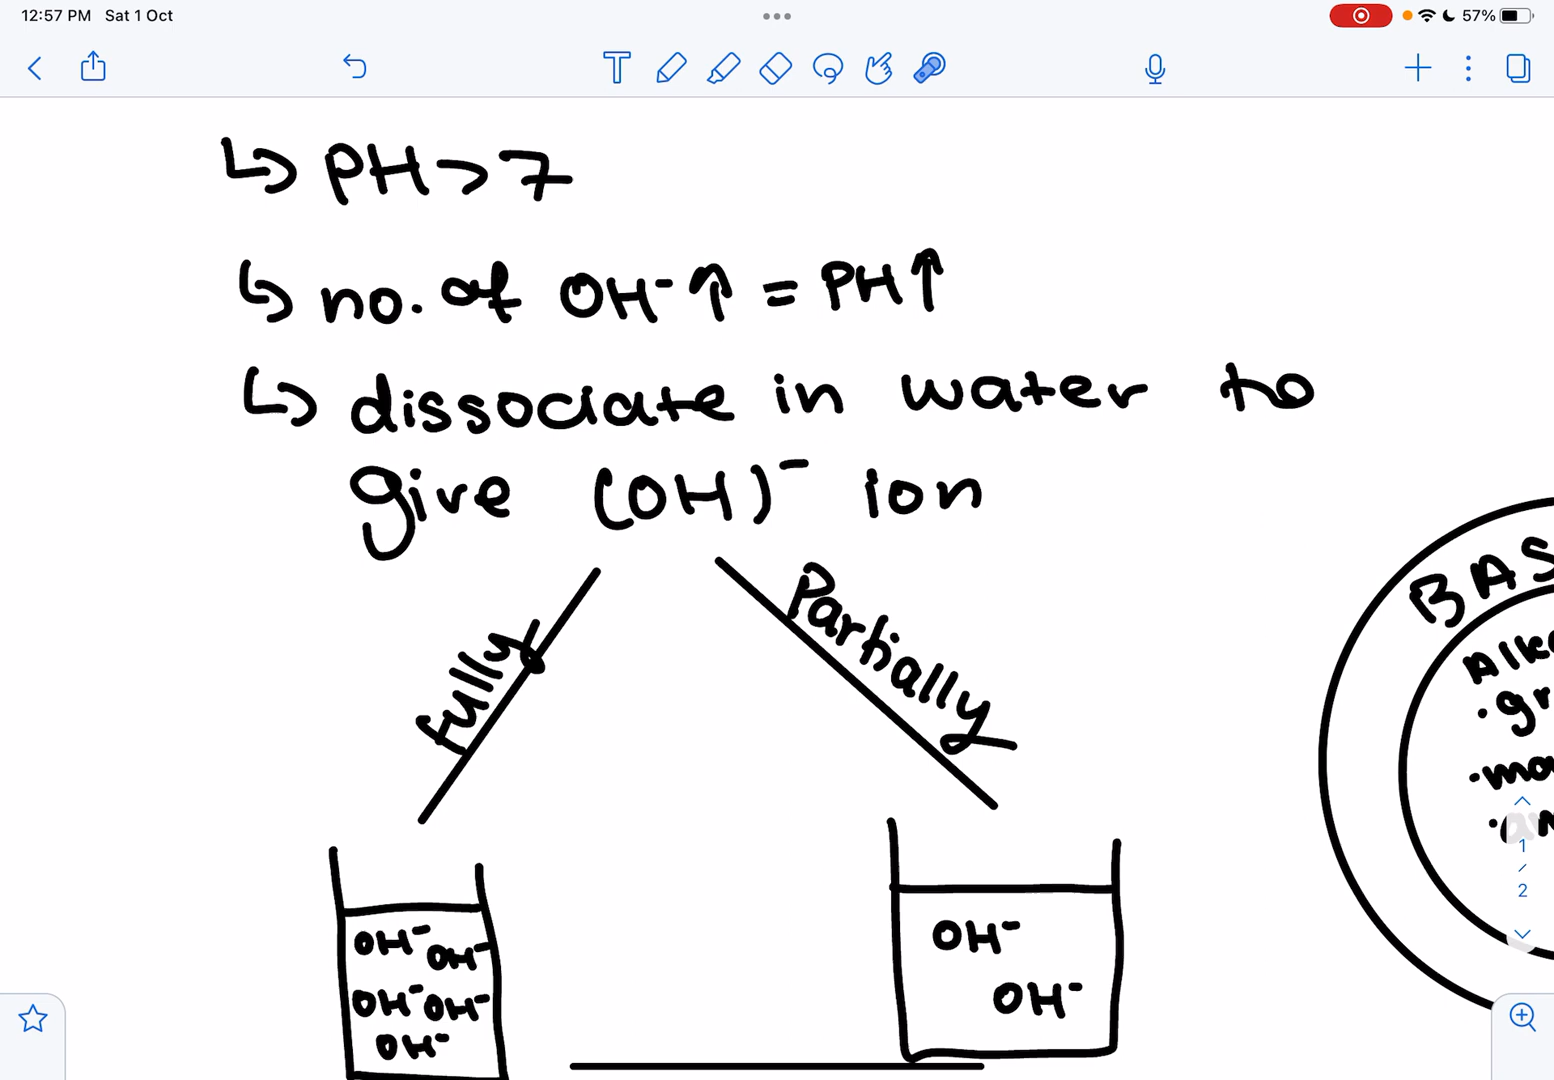 12:57 PM Sat 1 Oct
57%
↳ PH > 7
↳ no. of OH⁻ ↑ = PH ↑
↳ dissociate in water to
give (OH)⁻ ion
fully
Partially
BAS
Alk
• gr
OH⁻ OH⁻
OH⁻ OH⁻
OH⁻
OH⁻
OH⁻
1
/
2